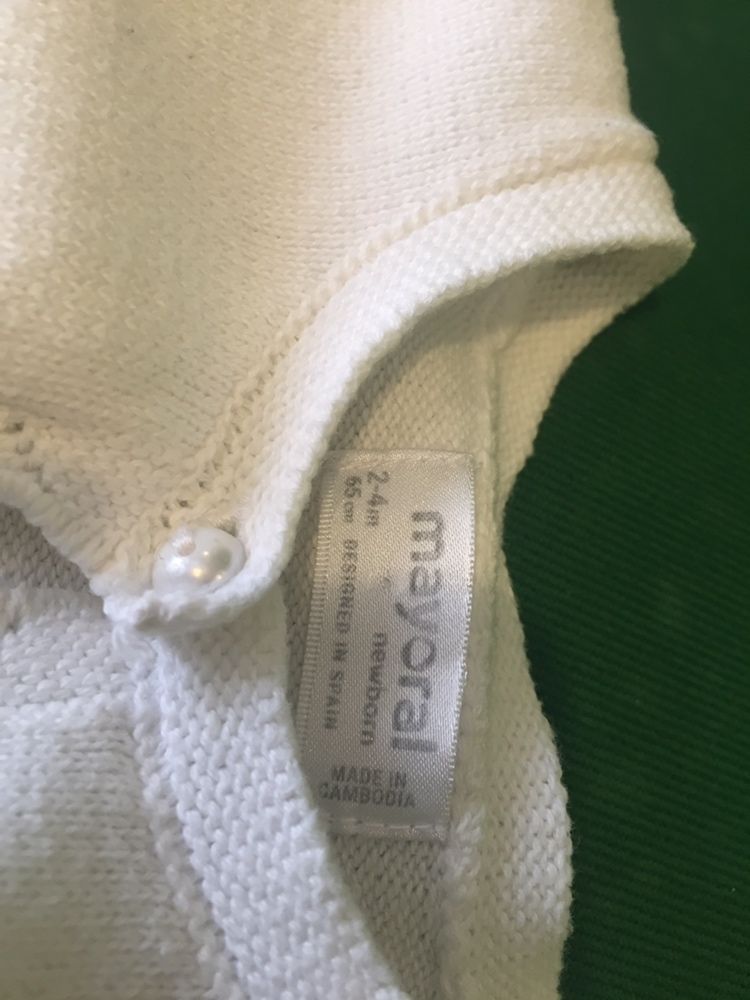 mayoral
newborn
2-4m
65cm
DESIGNED IN SPAIN
MADE IN
CAMBODIA